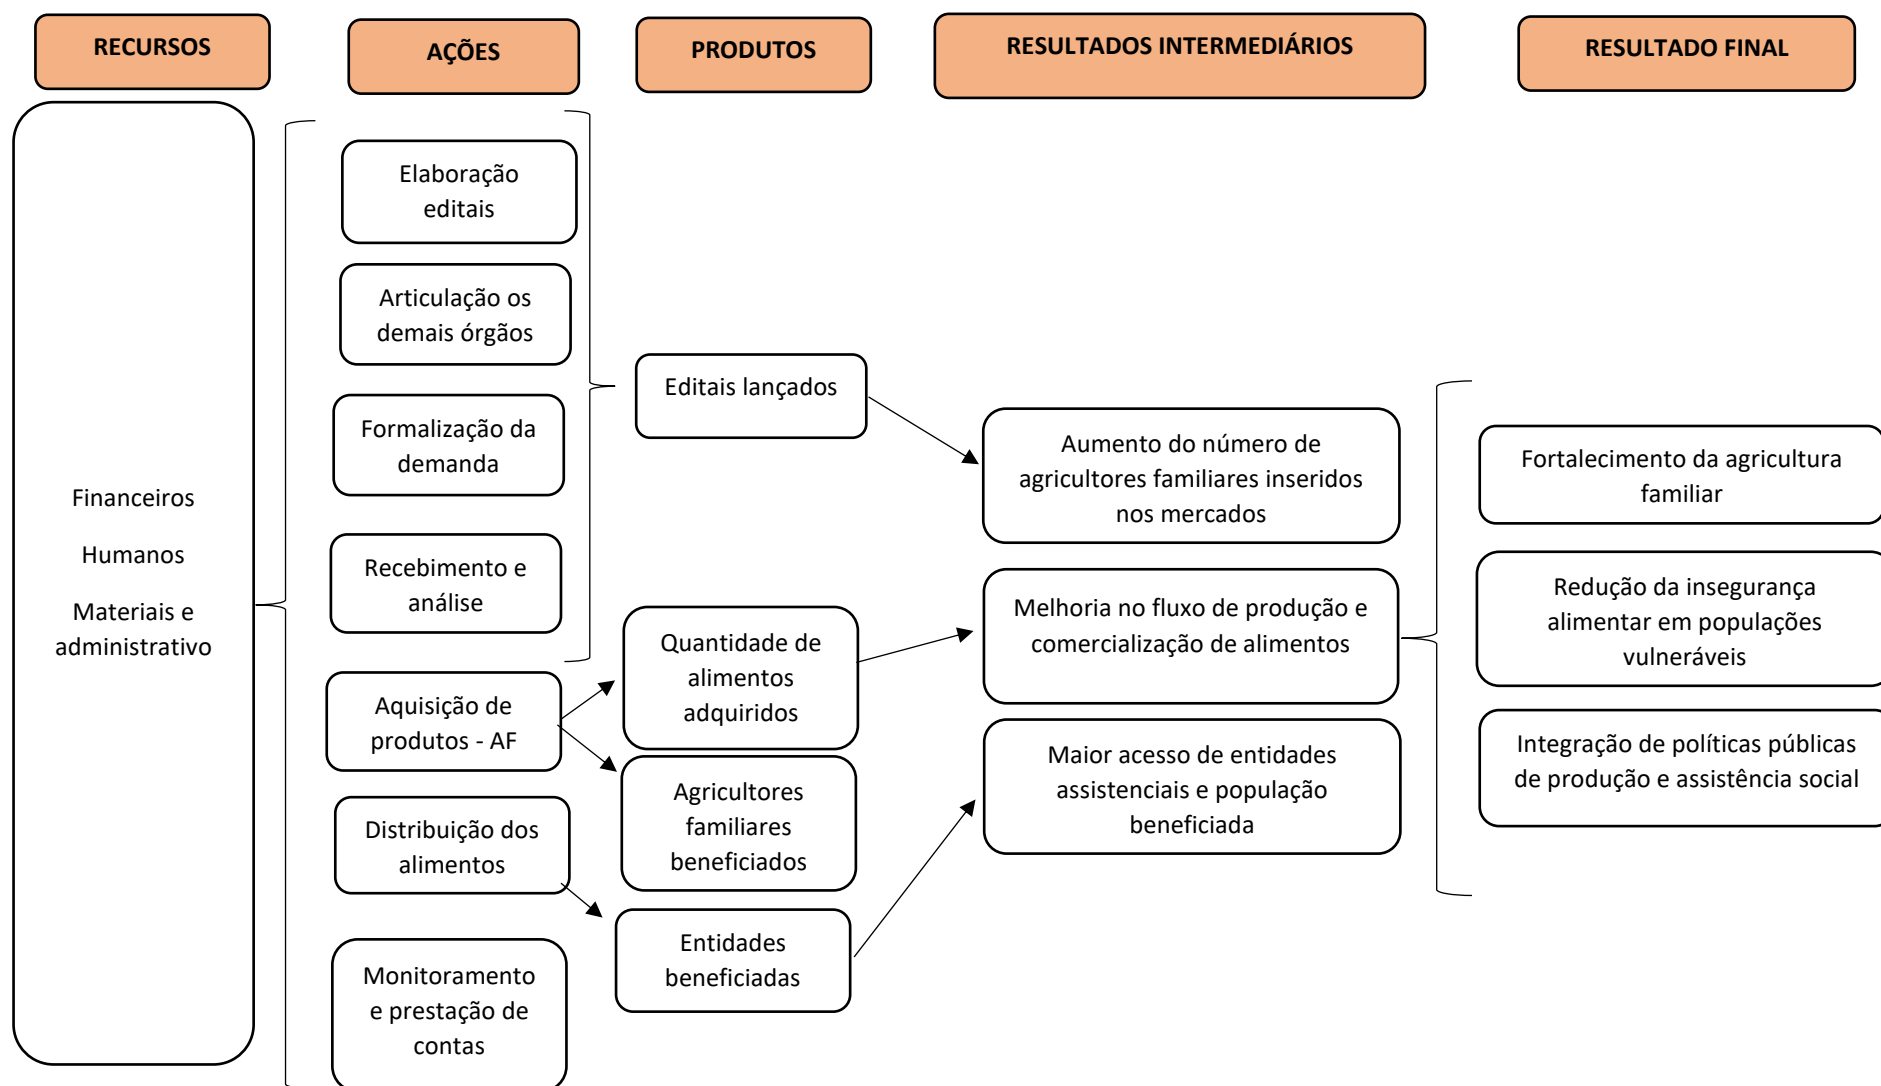 RECURSOS
AÇÕES
PRODUTOS
RESULTADOS INTERMEDIÁRIOS
RESULTADO FINAL
Financeiros
Humanos
Materiais e
administrativo
Elaboração
editais
Articulação os
demais órgãos
Formalização da
demanda
Recebimento e
análise
Aquisição de
produtos - AF
Distribuição dos
alimentos
Monitoramento
e prestação de
contas
Editais lançados
Quantidade de
alimentos
adquiridos
Agricultores
familiares
beneficiados
Entidades
beneficiadas
Aumento do número de
agricultores familiares inseridos
nos mercados
Melhoria no fluxo de produção e
comercialização de alimentos
Maior acesso de entidades
assistenciais e população
beneficiada
Fortalecimento da agricultura
familiar
Redução da insegurança
alimentar em populações
vulneráveis
Integração de políticas públicas
de produção e assistência social